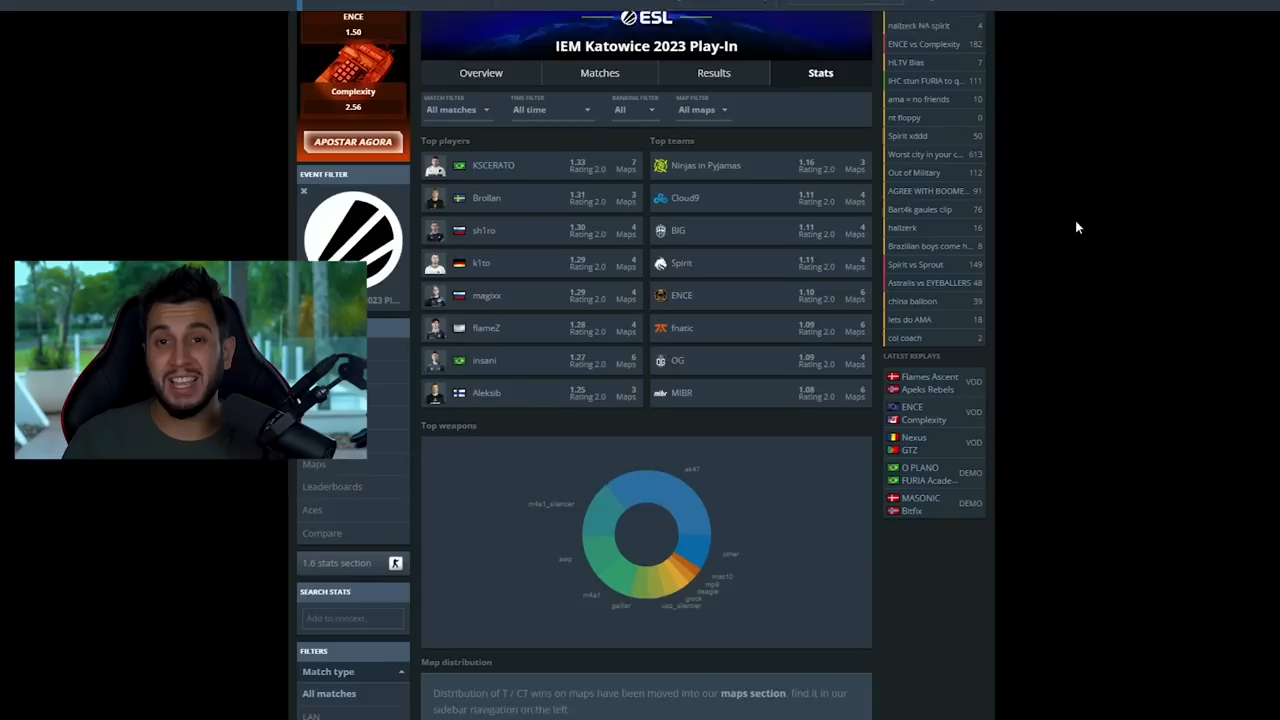 ENCE
1.50
Complexity
2.56
APOSTAR AGORA
EVENT FILTER
2023 Pl...
Maps
Leaderboards
Aces
Compare
1.6 stats section
SEARCH STATS
Add to context..
FILTERS
Match type
All matches
LAN
ESL
IEM Katowice 2023 Play-In
Overview Matches Results Stats
MATCH FILTER TIME FILTER RANKING FILTER MAP FILTER
All matches All time All All maps
Top players Top teams
KSCERATO 1.33 7
Rating 2.0 Maps
Brollan 1.31 3
Rating 2.0 Maps
sh1ro 1.30 4
Rating 2.0 Maps
k1to 1.29 4
Rating 2.0 Maps
magixx 1.29 4
Rating 2.0 Maps
flameZ 1.28 4
Rating 2.0 Maps
insani 1.27 6
Rating 2.0 Maps
Aleksib 1.25 3
Rating 2.0 Maps
Ninjas in Pyjamas 1.16 3
Rating 2.0 Maps
Cloud9 1.11 4
Rating 2.0 Maps
BIG 1.11 4
Rating 2.0 Maps
Spirit 1.11 4
Rating 2.0 Maps
ENCE 1.10 6
Rating 2.0 Maps
fnatic 1.09 6
Rating 2.0 Maps
OG 1.09 4
Rating 2.0 Maps
MIBR 1.08 6
Rating 2.0 Maps
Top weapons
ak47
m4a1_silencer
awp
m4a1
galilar
usp_silencer
glock
deagle
mp9
mac10
other
Map distribution
Distribution of T / CT wins on maps have been moved into our maps section, find it in our
sidebar navigation on the left.
nailzerk NA spirit 4
ENCE vs Complexity 182
HLTV Bias 7
IHC stun FURIA to q... 111
ama = no friends 10
nt floppy 0
Spirit xddd 50
Worst city in your c... 613
Out of Military 112
AGREE WITH BOOME... 91
Bart4k gaules clip 76
hallzerk 16
Brazilian boys come h... 8
Spirit vs Sprout 149
Astralis vs EYEBALLERS 48
china balloon 39
lets do AMA 18
col coach 2
LATEST REPLAYS
Flames Ascent
Apeks Rebels
VOD
ENCE
Complexity
VOD
Nexus
GTZ
VOD
O PLANO
FURIA Acade...
DEMO
MASONIC
Bitfix
DEMO